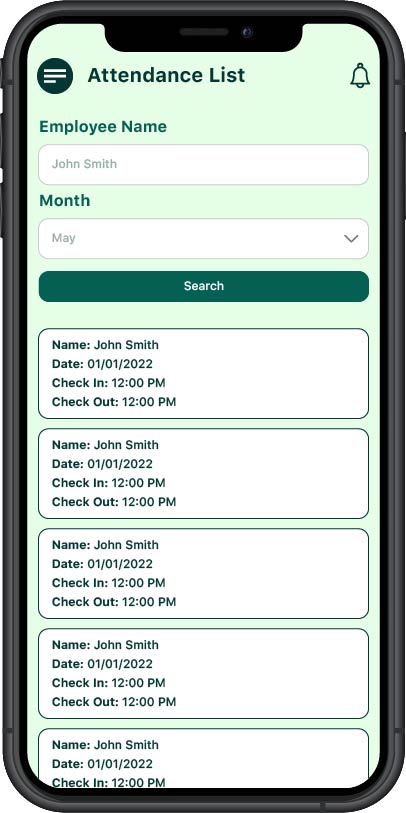 Attendance List
Employee Name
John Smith
Month
May
Search
Name: John Smith
Date: 01/01/2022
Check In: 12:00 PM
Check Out: 12:00 PM
Name: John Smith
Date: 01/01/2022
Check In: 12:00 PM
Check Out: 12:00 PM
Name: John Smith
Date: 01/01/2022
Check In: 12:00 PM
Check Out: 12:00 PM
Name: John Smith
Date: 01/01/2022
Check In: 12:00 PM
Check Out: 12:00 PM
Name: John Smith
Date: 01/01/2022
Check In: 12:00 PM